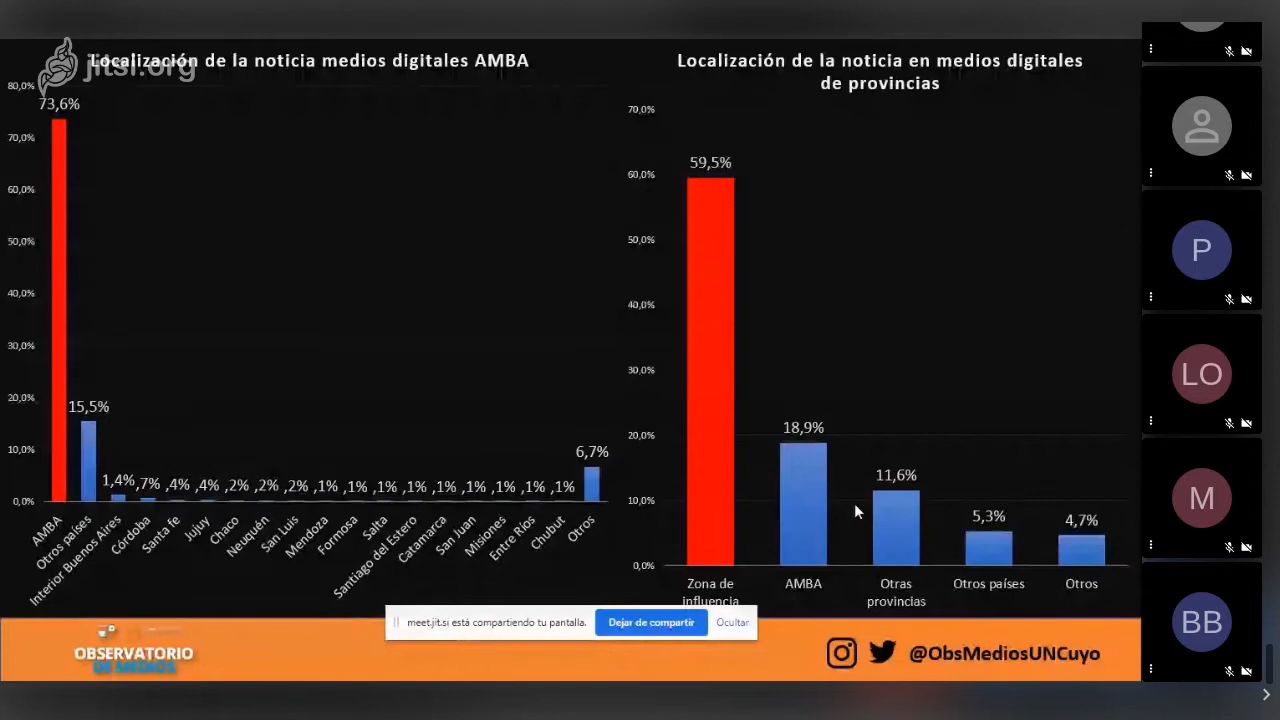 jitsi.org
Localización de la noticia medios digitales AMBA
80,0%
70,0%
60,0%
50,0%
40,0%
30,0%
20,0%
10,0%
0,0%
73,6%
15,5%
1,4%
,7%
,4%
,4%
,2%
,2%
,2%
,1%
,1%
,1%
,1%
,1%
,1%
,1%
,1%
,1%
6,7%
AMBA
Otros países
Interior Buenos Aires
Córdoba
Santa fe
Jujuy
Chaco
Neuquén
San Luis
Mendoza
Formosa
Salta
Santiago del Estero
Catamarca
San Juan
Misiones
Entre Ríos
Chubut
Otros
Localización de la noticia en medios digitales
de provincias
70,0%
60,0%
50,0%
40,0%
30,0%
20,0%
10,0%
0,0%
59,5%
18,9%
11,6%
5,3%
4,7%
Zona de
influencia
AMBA
Otras
provincias
Otros países
Otros
meet.jit.si está compartiendo tu pantalla.
Dejar de compartir
Ocultar
OBSERVATORIO
DE MEDIOS
@ObsMediosUNCuyo
P
LO
M
BB